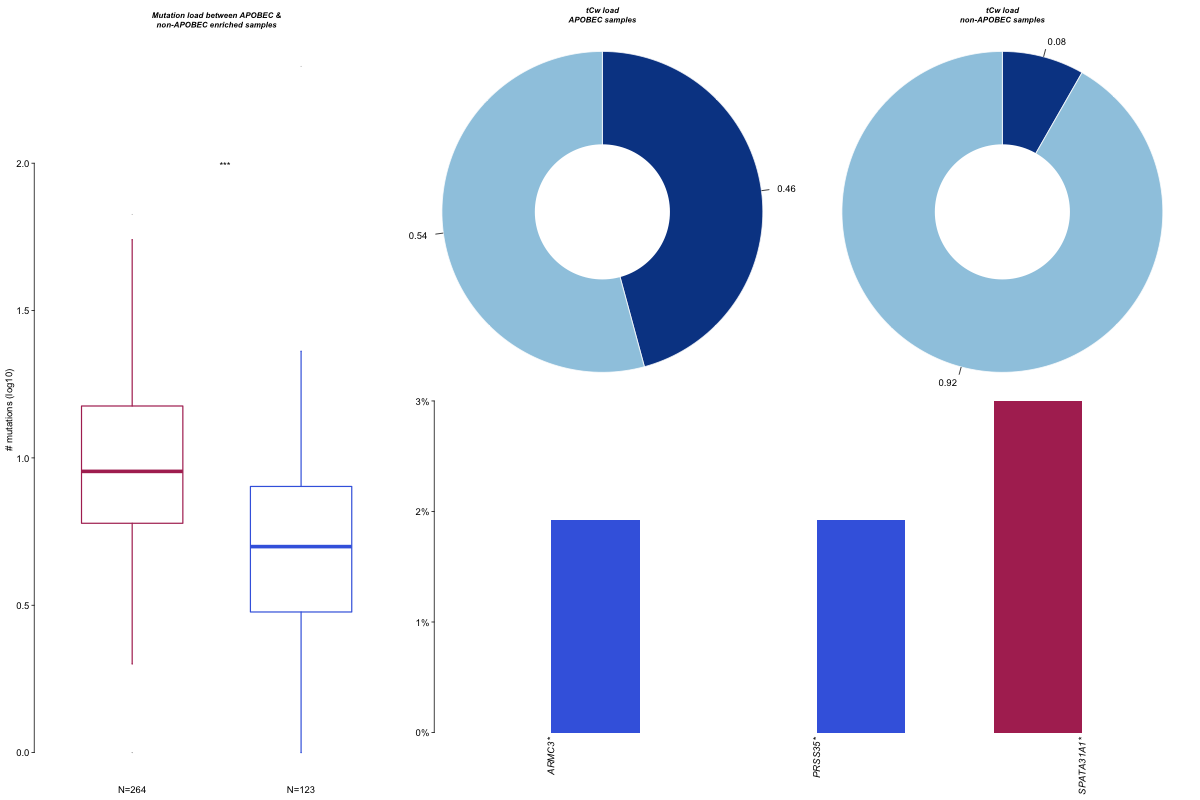 Mutation load between APOBEC &
non-APOBEC enriched samples
2.0
1.5
1.0
0.5
0.0
# mutations (log10)
***
N=264
N=123
tCw load
APOBEC samples
0.46
0.54
tCw load
non-APOBEC samples
0.08
0.92
3%
2%
1%
0%
ARMC3*
PRSS35*
SPATA31A1*